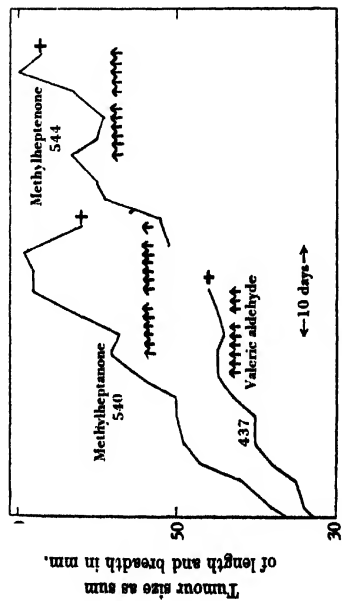 Methylheptenone
544
Methylheptanone
540
Valeric aldehyde
437
←10 days→
50
30
Tumour size as sum
of length and breadth in mm.